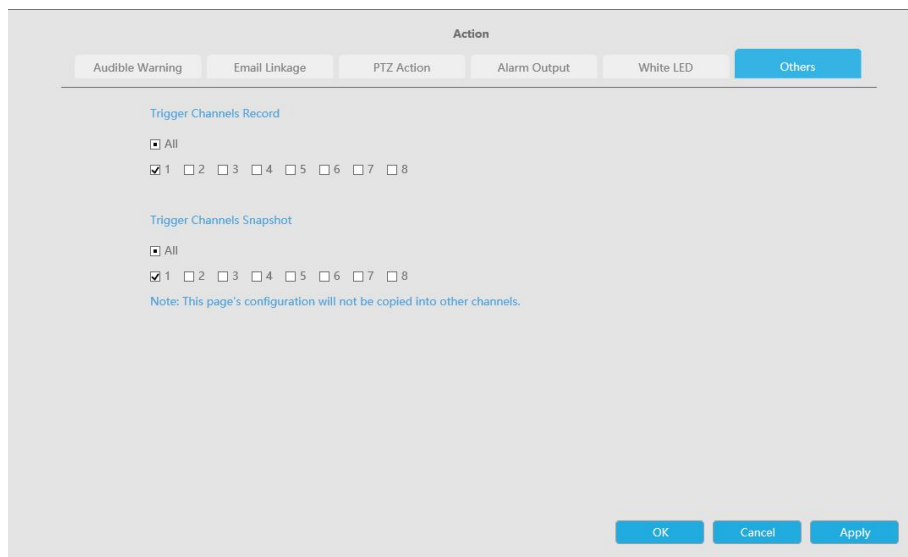 Action
Audible Warning Email Linkage PTZ Action Alarm Output White LED Others
Trigger Channels Record
All
1 2 3 4 5 6 7 8
Trigger Channels Snapshot
All
1 2 3 4 5 6 7 8
Note: This page's configuration will not be copied into other channels.
OK Cancel Apply